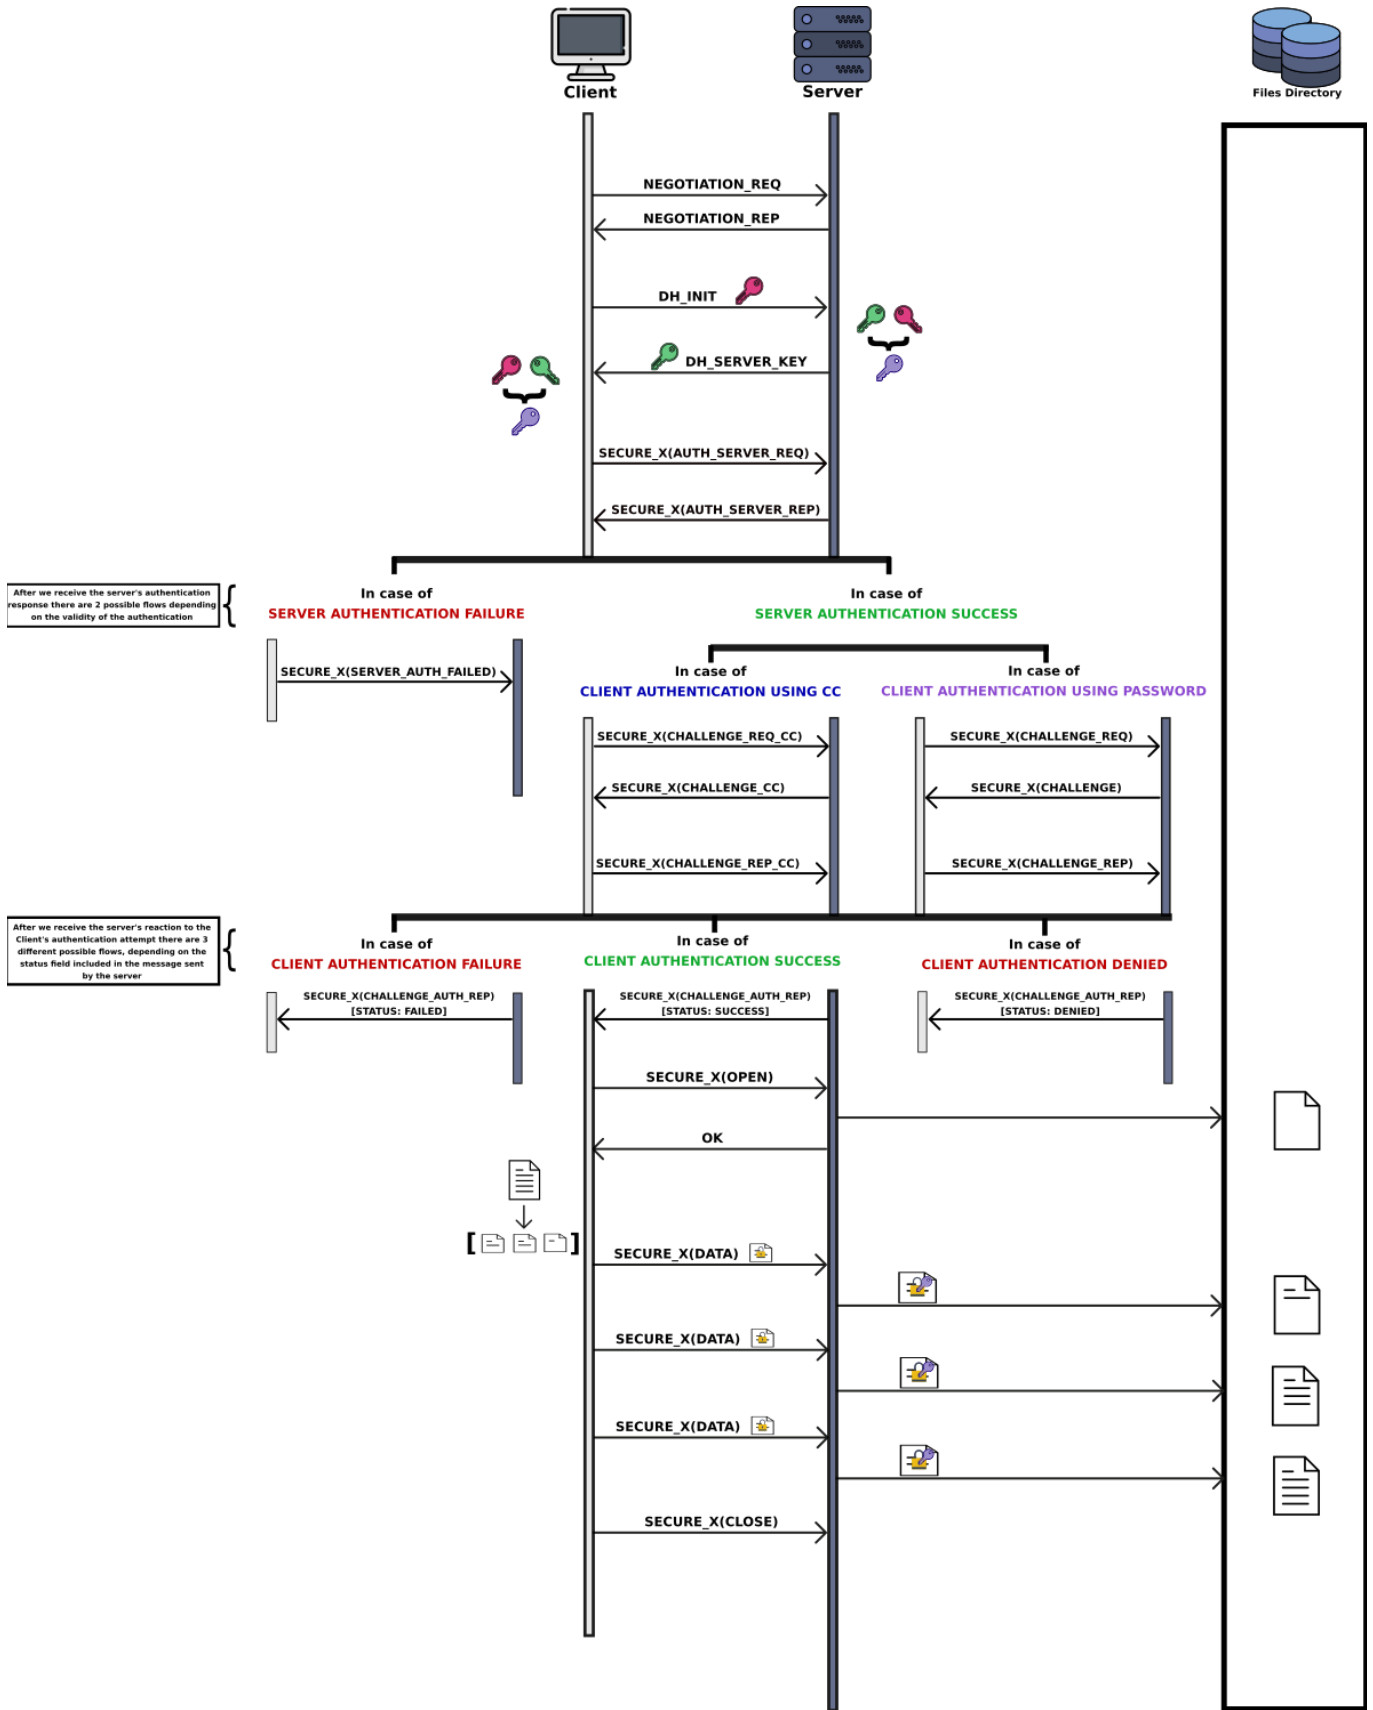 Client
Server
Files Directory
NEGOTIATION_REQ
NEGOTIATION_REP
DH_INIT
DH_SERVER_KEY
SECURE_X(AUTH_SERVER_REQ)
SECURE_X(AUTH_SERVER_REP)
After we receive the server's authentication
response there are 2 possible flows depending
on the validity of the authentication
In case of
SERVER AUTHENTICATION FAILURE
In case of
SERVER AUTHENTICATION SUCCESS
SECURE_X(SERVER_AUTH_FAILED)
In case of
CLIENT AUTHENTICATION USING CC
In case of
CLIENT AUTHENTICATION USING PASSWORD
SECURE_X(CHALLENGE_REQ_CC)
SECURE_X(CHALLENGE_REQ)
SECURE_X(CHALLENGE_CC)
SECURE_X(CHALLENGE)
SECURE_X(CHALLENGE_REP_CC)
SECURE_X(CHALLENGE_REP)
After we receive the server's reaction to the
Client's authentication attempt there are 3
different possible flows, depending on the
status field included in the message sent
by the server
In case of
CLIENT AUTHENTICATION FAILURE
In case of
CLIENT AUTHENTICATION SUCCESS
In case of
CLIENT AUTHENTICATION DENIED
SECURE_X(CHALLENGE_AUTH_REP)
[STATUS: FAILED]
SECURE_X(CHALLENGE_AUTH_REP)
[STATUS: SUCCESS]
SECURE_X(CHALLENGE_AUTH_REP)
[STATUS: DENIED]
SECURE_X(OPEN)
OK
SECURE_X(DATA)
SECURE_X(DATA)
SECURE_X(DATA)
SECURE_X(CLOSE)